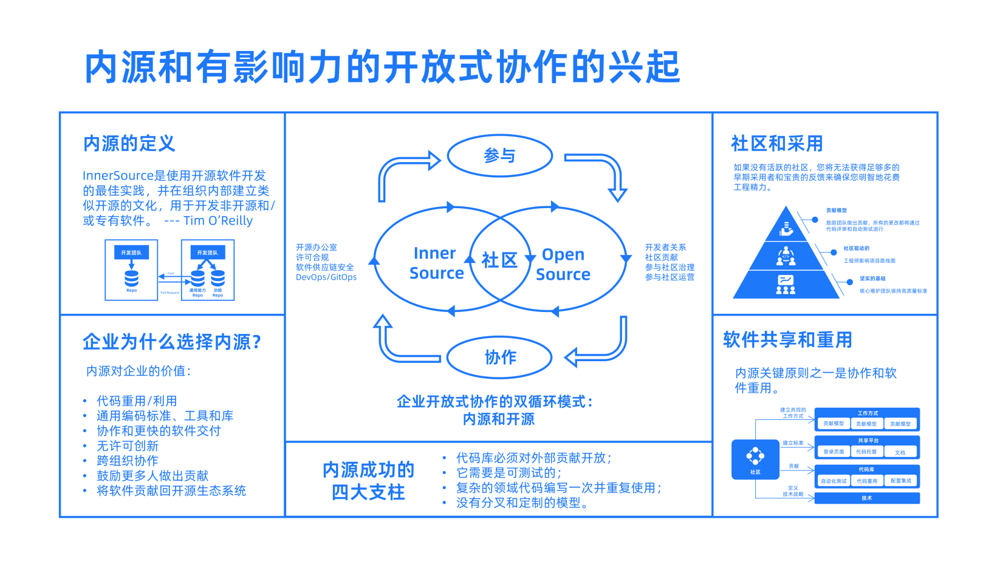 内源和有影响力的开放式协作的兴起
内源的定义
InnerSource是使用开源软件开发
的最佳实践，并在组织内部建立类
似开源的文化，用于开发非开源和/
或专有软件。 --- Tim O'Reilly
开发团队
Repo
Fork
Pull Request
开发团队
通用能力
Repo
功能
Repo
企业为什么选择内源?
内源对企业的价值：
• 代码重用/利用
• 通用编码标准、工具和库
• 协作和更快的软件交付
• 无许可创新
• 跨组织协作
• 鼓励更多人做出贡献
• 将软件贡献回开源生态系统
参与
开源办公室
许可合规
软件供应链安全
DevOps/GitOps
Inner
Source
社区
Open
Source
开发者关系
社区贡献
参与社区治理
参与社区运营
协作
企业开放式协作的双循环模式：
内源和开源
内源成功的
四大支柱
• 代码库必须对外部贡献开放；
• 它需要是可测试的；
• 复杂的领域代码编写一次并重复使用；
• 没有分叉和定制的模型。
社区和采用
如果没有活跃的社区，您将无法获得足够多的
早期采用者和宝贵的反馈来确保您明智地花费
工程精力。
贡献模型
鼓励团队做出贡献，所有的更改都将通过
代码评审和自动测试进行
社区驱动的
工程师影响项目路线图
</>
坚实的基础
核心维护团队保持高质量标准
软件共享和重用
内源关键原则之一是协作和软
件重用。
社区
建立共同的
工作方式
工作方式
贡献模型
贡献模型
贡献模型
建立标准
共享平台
登录页面
代码托管
文档
贡献
代码库
自动化测试
代码重用
配置集成
定义
技术战略
技术